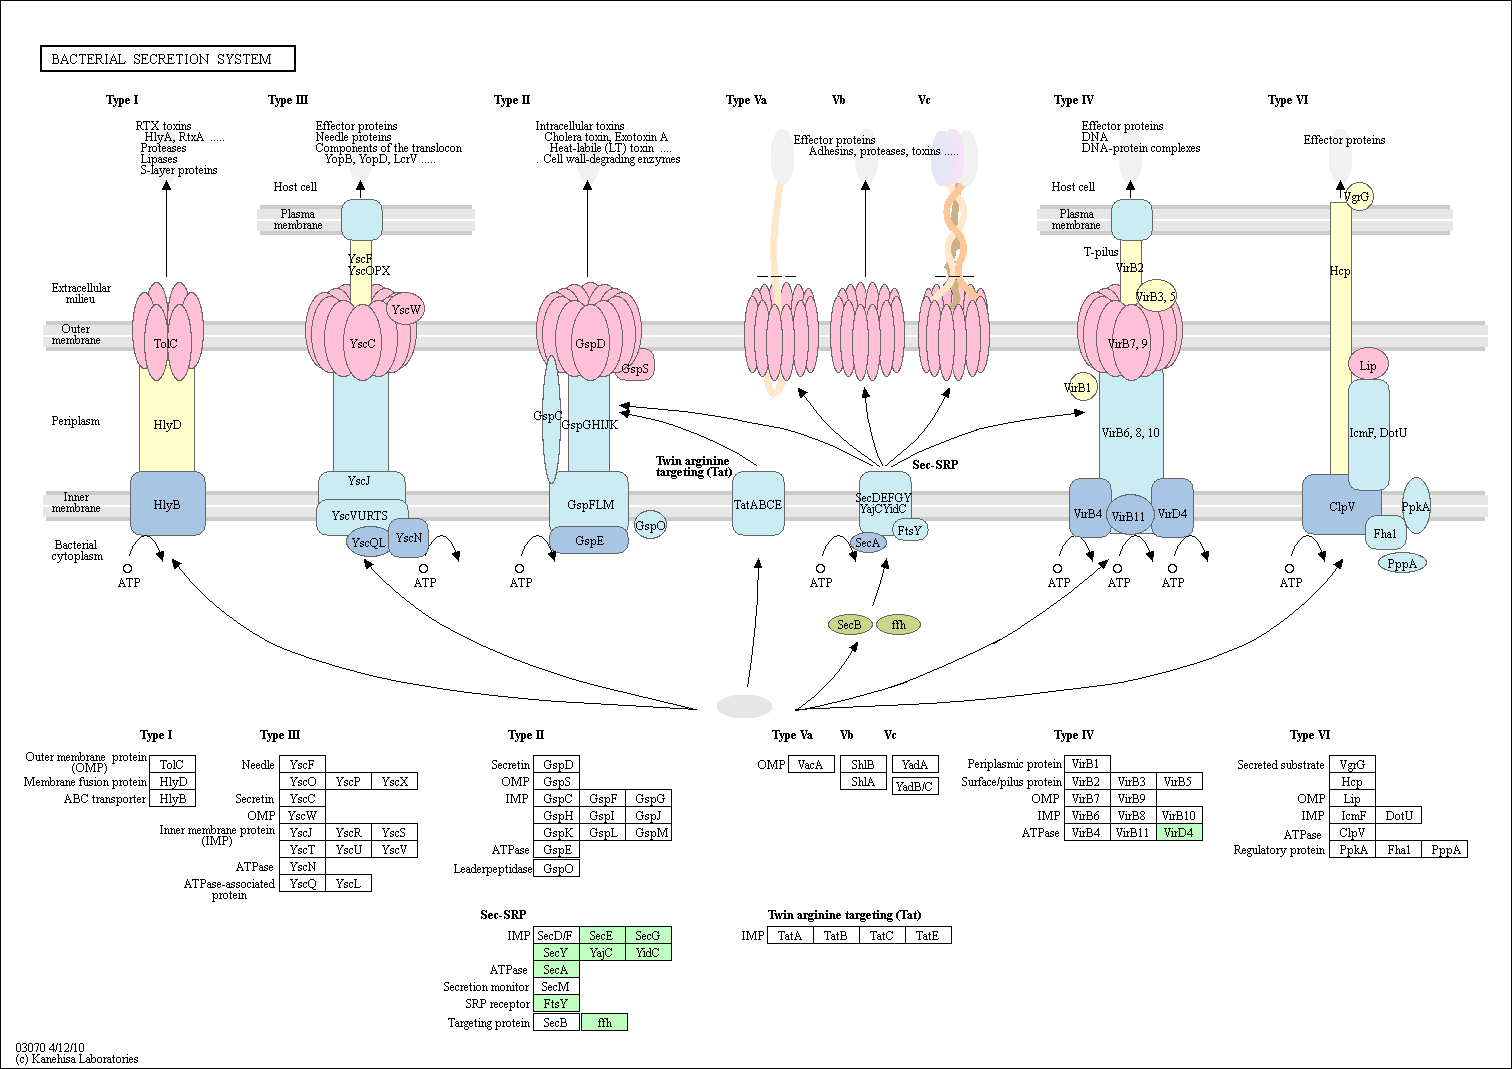 BACTERIAL SECRETION SYSTEM
Type I
Type III
Type II
Type Va
Vb
Vc
Type IV
Type VI
RTX toxins
HlyA, RtxA .....
Proteases
Lipases
S-layer proteins
Effector proteins
Needle proteins
Components of the translocon
YopB, YopD, LcrV .....
Intracellular toxins
Cholera toxin, Exotoxin A
Heat-labile (LT) toxin ....
. Cell wall-degrading enzymes
Effector proteins
Adhesins, proteases, toxins .....
Effector proteins
DNA
DNA-protein complexes
Effector proteins
Host cell
Host cell
VgrG
Plasma
membrane
Plasma
membrane
T-pilus
YscF
YscOPX
VirB2
Hcp
Extracellular
milieu
YscW
VirB3, 5
Outer
membrane
TolC
YscC
GspD
GspS
VirB7, 9
Lip
VirB1
Periplasm
HlyD
GspC
GspGHIJK
VirB6, 8, 10
IcmF, DotU
Twin arginine
targeting (Tat)
Sec-SRP
Inner
membrane
HlyB
YscJ
YscVURTS
GspFLM
TatABCE
SecDEFGY
YajCYidC
VirB4
VirB11
VirD4
ClpV
PpkA
Bacterial
cytoplasm
YscQL
YscN
GspE
GspO
SecA
FtsY
Fha1
PppA
ATP
ATP
ATP
ATP
ATP
ATP
ATP
ATP
SecB
ffh
Type I
Type III
Type II
Type Va
Vb
Vc
Type IV
Type VI
Outer membrane protein
(OMP)
TolC
Membrane fusion protein
HlyD
ABC transporter
HlyB
Needle
YscF
YscO YscP YscX
Secretin
YscC
OMP
YscW
Inner membrane protein
(IMP)
YscJ YscR YscS
YscT YscU YscV
ATPase
YscN
ATPase-associated
protein
YscQ YscL
Secretin
GspD
OMP
GspS
IMP
GspC GspF GspG
GspH GspI GspJ
GspK GspL GspM
ATPase
GspE
Leaderpeptidase
GspO
OMP
VacA
ShlB
ShlA
YadA
YadB/C
Periplasmic protein
VirB1
Surface/pilus protein
VirB2 VirB3 VirB5
OMP
VirB7 VirB9
IMP
VirB6 VirB8 VirB10
ATPase
VirB4 VirB11 VirD4
Secreted substrate
VgrG
Hcp
OMP
Lip
IMP
IcmF DotU
ATPase
ClpV
Regulatory protein
PpkA Fha1 PppA
Sec-SRP
IMP
SecD/F SecE SecG
SecY YajC YidC
ATPase
SecA
Secretion monitor
SecM
SRP receptor
FtsY
Targeting protein
SecB ffh
Twin arginine targeting (Tat)
IMP
TatA TatB TatC TatE
03070 4/12/10
(c) Kanehisa Laboratories